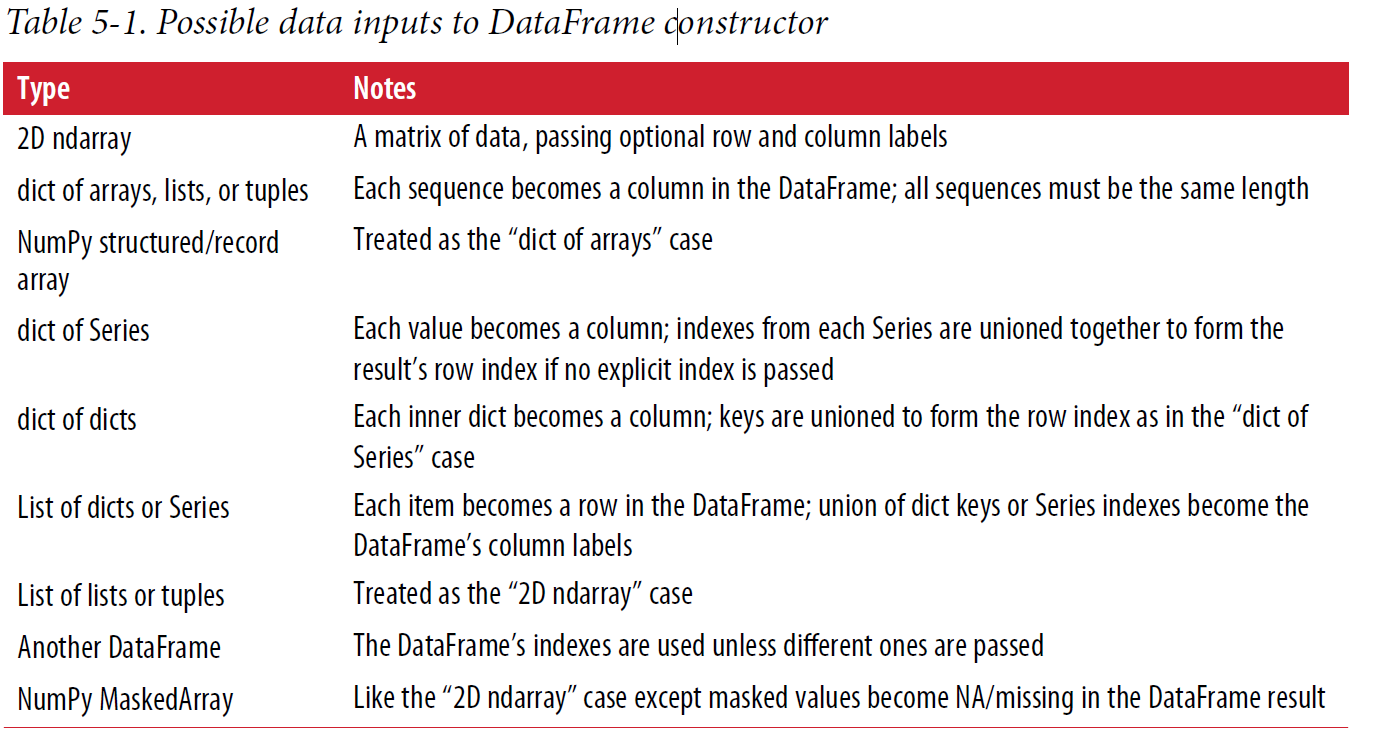 Table 5-1. Possible data inputs to DataFrame constructor
Type Notes
2D ndarray A matrix of data, passing optional row and column labels
dict of arrays, lists, or tuples Each sequence becomes a column in the DataFrame; all sequences must be the same length
NumPy structured/record Treated as the “dict of arrays” case
array
dict of Series Each value becomes a column; indexes from each Series are unioned together to form the
result’s row index if no explicit index is passed
dict of dicts Each inner dict becomes a column; keys are unioned to form the row index as in the “dict of
Series” case
List of dicts or Series Each item becomes a row in the DataFrame; union of dict keys or Series indexes become the
DataFrame’s column labels
List of lists or tuples Treated as the “2D ndarray” case
Another DataFrame The DataFrame’s indexes are used unless different ones are passed
NumPy MaskedArray Like the “2D ndarray” case except masked values become NA/missing in the DataFrame result